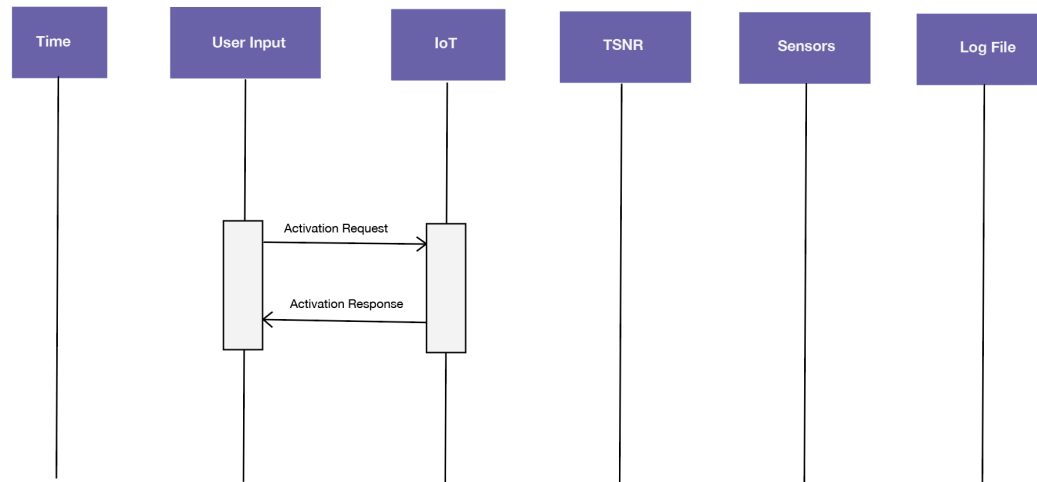 Time
User Input
IoT
TSNR
Sensors
Log File
Activation Request
Activation Response